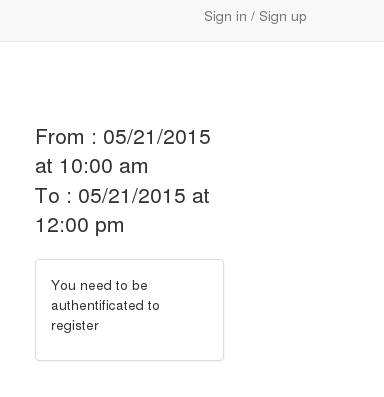 Sign in / Sign up
From : 05/21/2015
at 10:00 am
To : 05/21/2015 at
12:00 pm
You need to be
authentificated to
register